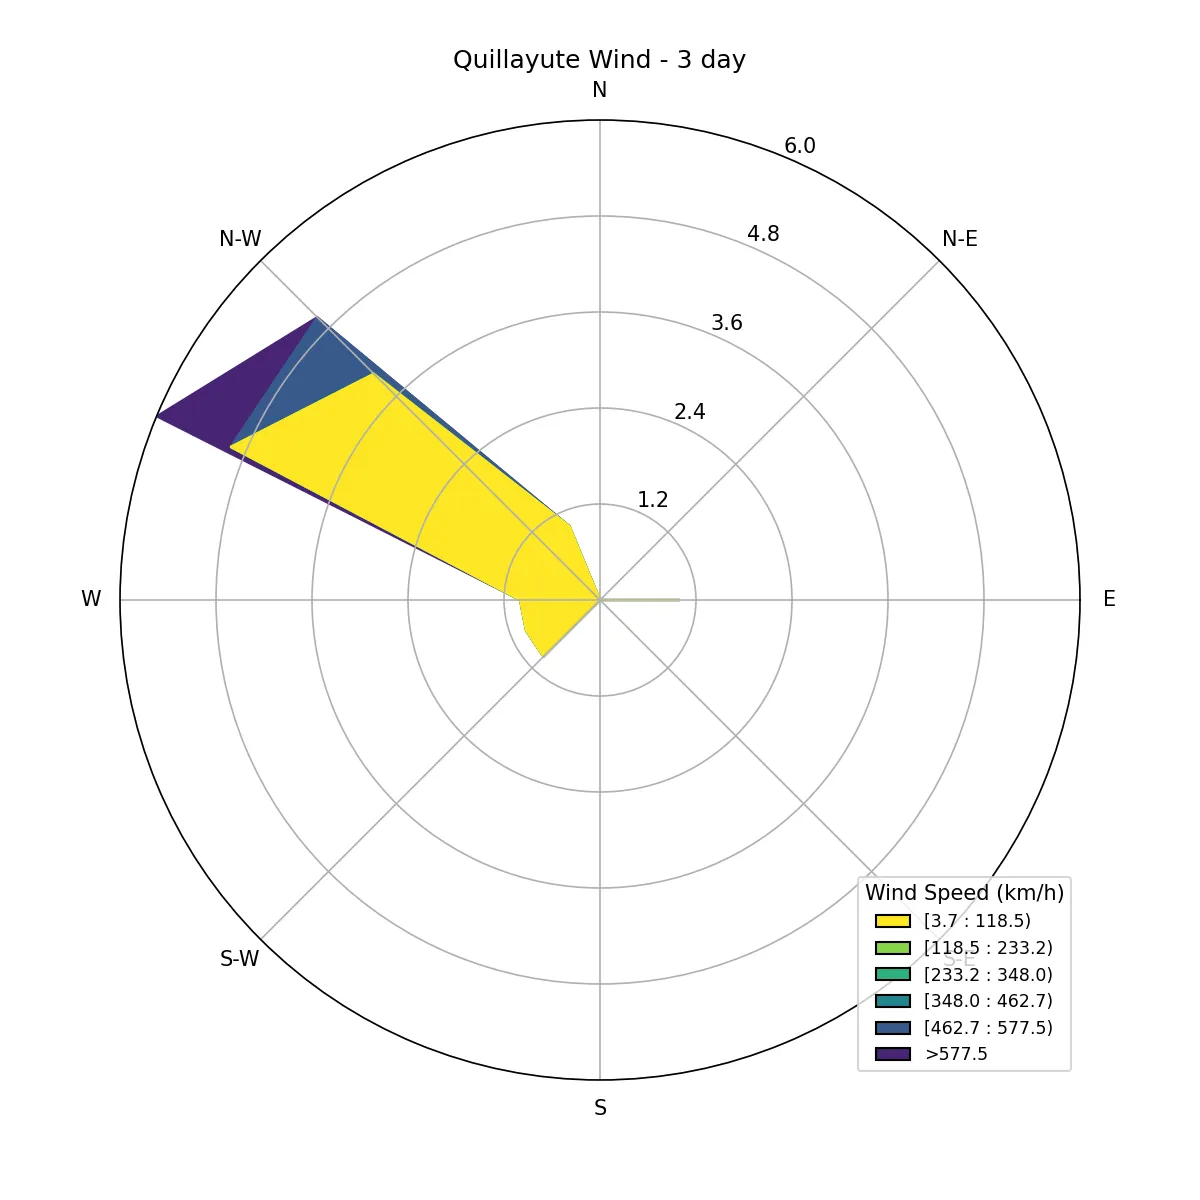 Quillayute Wind - 3 day
N
6.0
N-W
4.8
N-E
3.6
2.4
1.2
W
E
S-W
S-E
S
Wind Speed (km/h)
[3.7 : 118.5)
[118.5 : 233.2)
[233.2 : 348.0)
[348.0 : 462.7)
[462.7 : 577.5)
>577.5